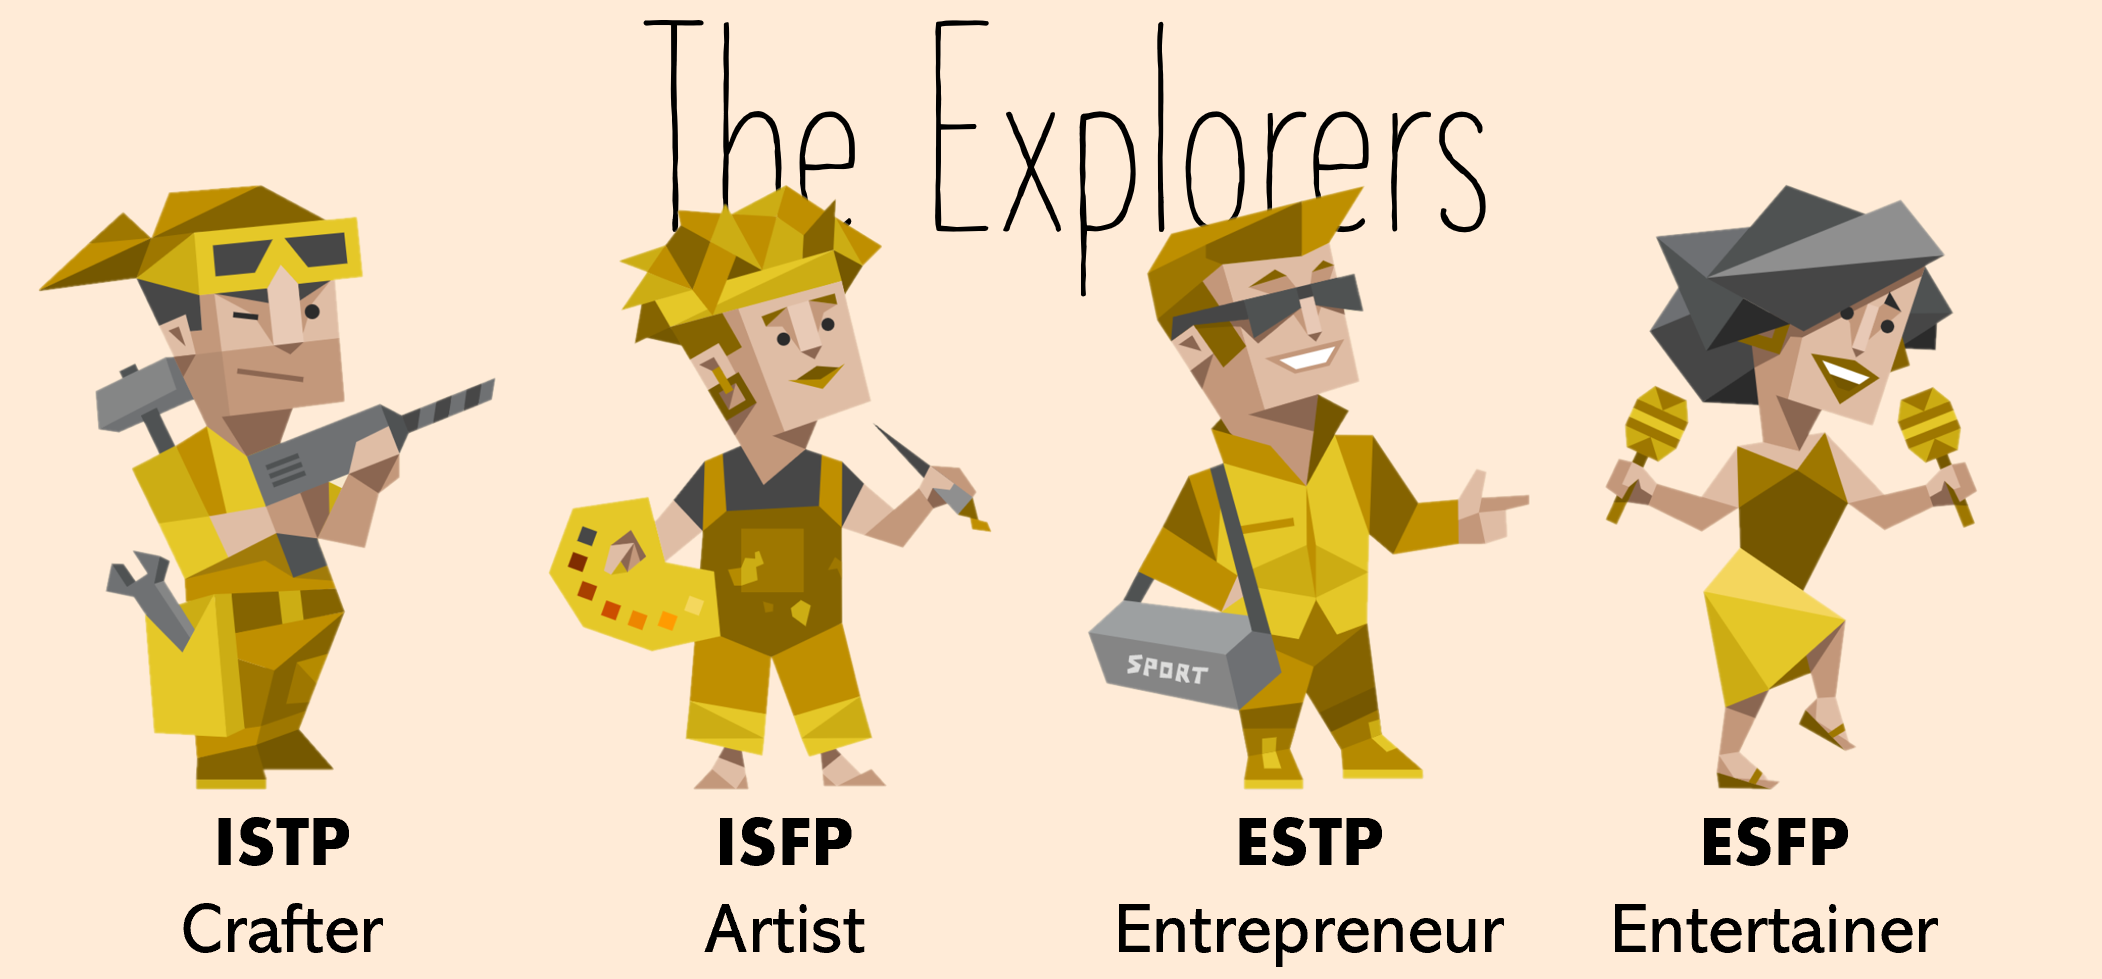 The Explorers
SPORT
ISTP
Crafter
ISFP
Artist
ESTP
Entrepreneur
ESFP
Entertainer